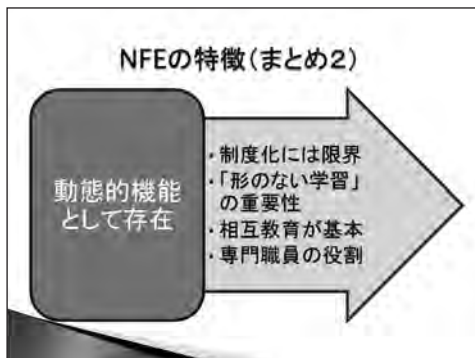 NFEの特徴(まとめ2)
動態的機能
として存在
・制度化には限界
・「形のない学習」
の重要性
・相互教育が基本
・専門職員の役割